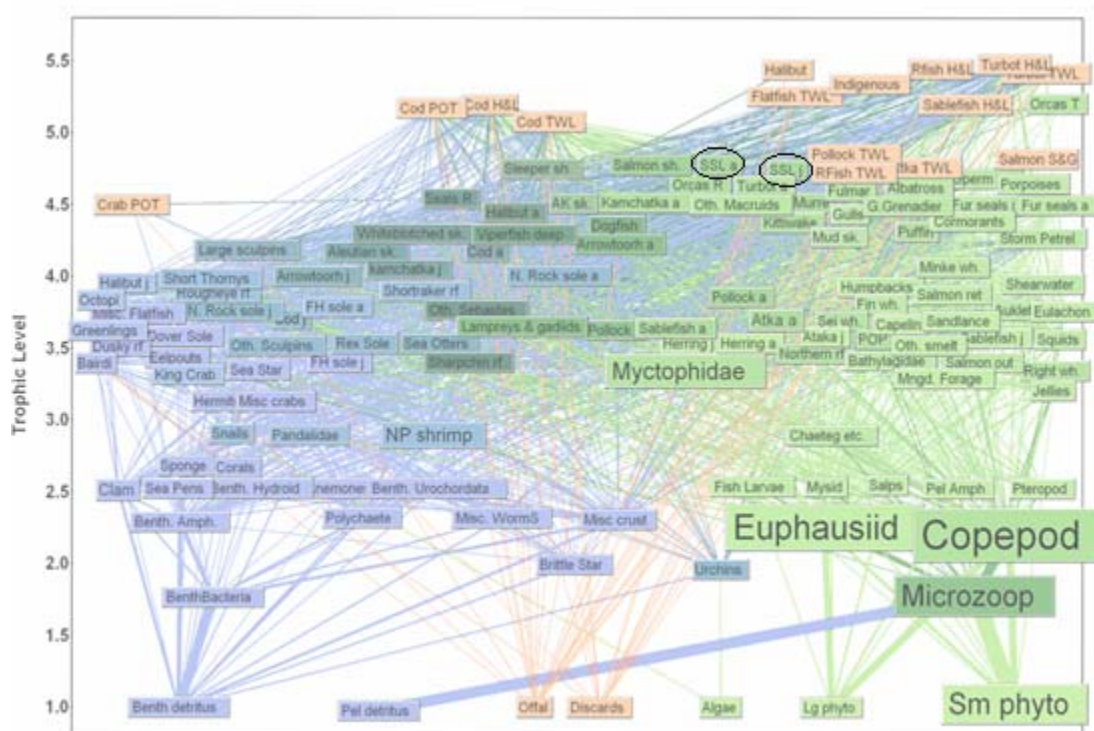 5.5
Halibut
Rfish H&L
Turbot H&L
TWL
Indigenous
Flatfish TWL
Cod POT
Cod H&L
Sablefish H&L
Orcas T
Cod TWL
5.0
Sleeper sh.
Salmon sh.
SSL a
SSL j
Pollock TWL
RFish TWL
TWL
Salmon S&G
Orcas R
Turbot a
Fulmar
Albatross
Porpoises
Crab POT
4.5
Seals R.
Halibut a
AK sk.
Kamchatka a
Oth. Macruids
Gulls
G.Grenadier
Fur seals
Fur seals a
Dogfish
Kittiwake
Puffin
Cormorants
Whiteblotched sk.
Viperfish deep
Arrowtooth a
Mud sk.
Storm Petrel
Large sculpins
Aleutian sk.
Cod a
4.0
Halibut j
Short Thornys
Arrowtooth j
kamchatka j
N. Rock sole a
Minke wh.
Octopi
Rougheye rf
Shortraker rf
Humpbacks
Salmon ret
Shearwater
Misc. Flatfish
N. Rock sole j
FH sole a
Oth. Sebastes
Pollock a
Fin wh.
Greenlings
Lampreys & gadiids
Pollock
Sablefish a
Atka a
Sei wh.
Capelin
Sandlance
Eulachon
Dusky rf
Dover Sole
Oth. Sculpins
Rex Sole
Sea Otters
Herring j
Herring a
Oth. smelt
Squids
3.5
Bairdi
Eelpouts
FH sole j
Sharpchin rf
Northern rf
Bathylagidae
Salmon out
Right wh.
King Crab
Sea Star
Myctophidae
Mngd. Forage
Jellies
Hermit
Misc crabs
Trophic Level
3.0
Snails
Pandalidae
NP shrimp
Chaeteg etc.
Sponge
Corals
2.5
Clam
Sea Pens
Benth. Hydroid
Benth. Urochordata
Fish Larvae
Mysid
Salps
Pel Amph
Pteropod
Benth. Amph.
Polychaete
Misc. WormS
Misc crust
Euphausiid
Copepod
2.0
Brittle Star
Urchins
BenthBacteria
Microzoop
1.5
1.0
Benth detritus
Pel detritus
Offal
Discards
Algae
Lg phyto
Sm phyto